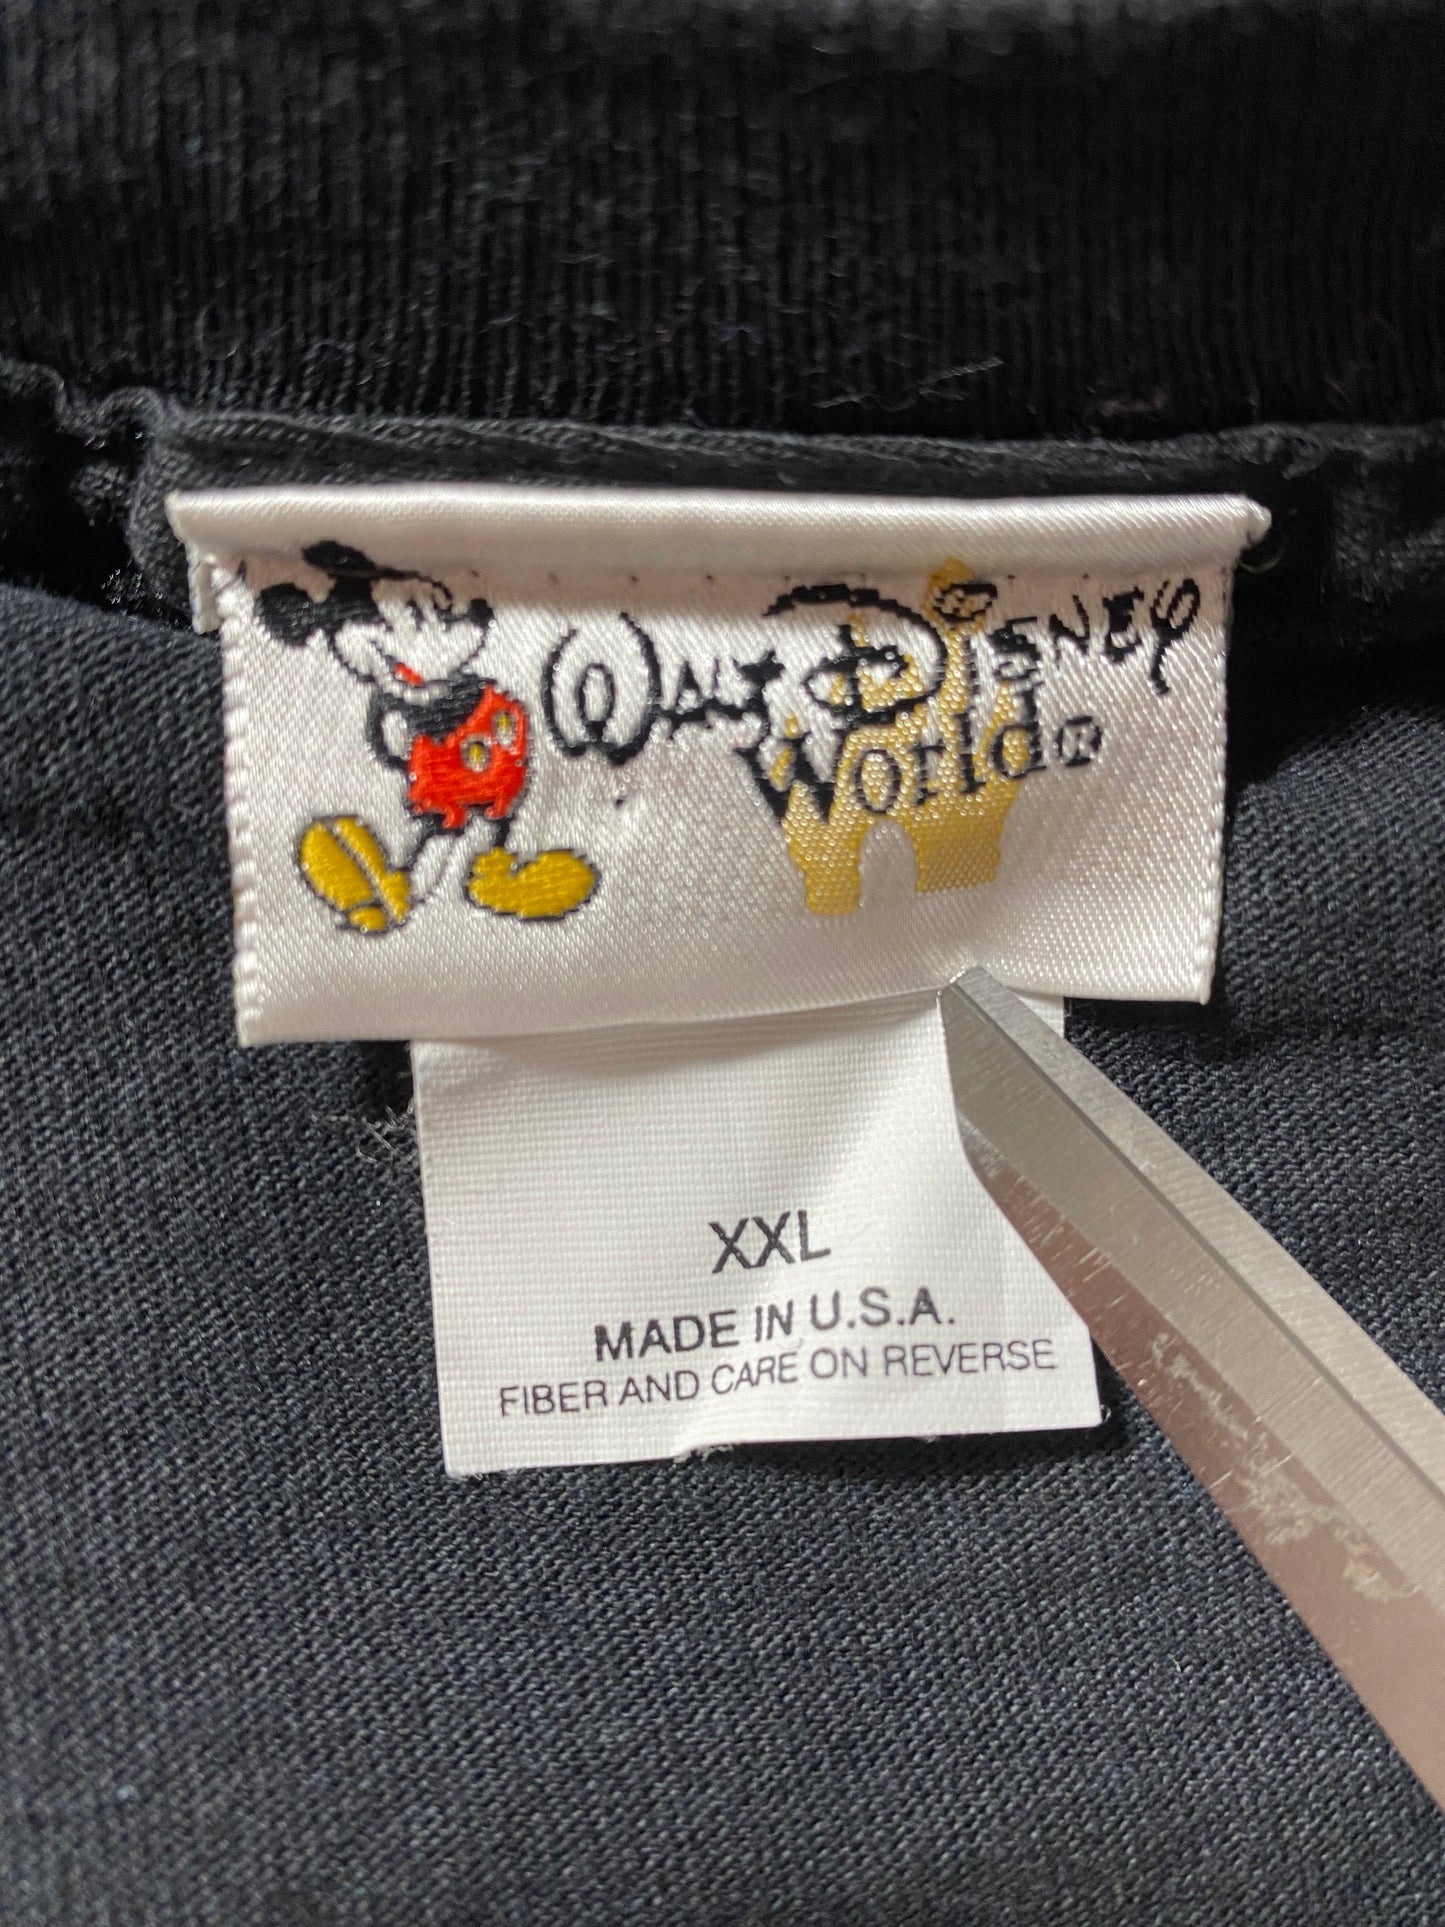 Walt Disney
World®
XXL
MADE IN U.S.A.
FIBER AND CARE ON REVERSE